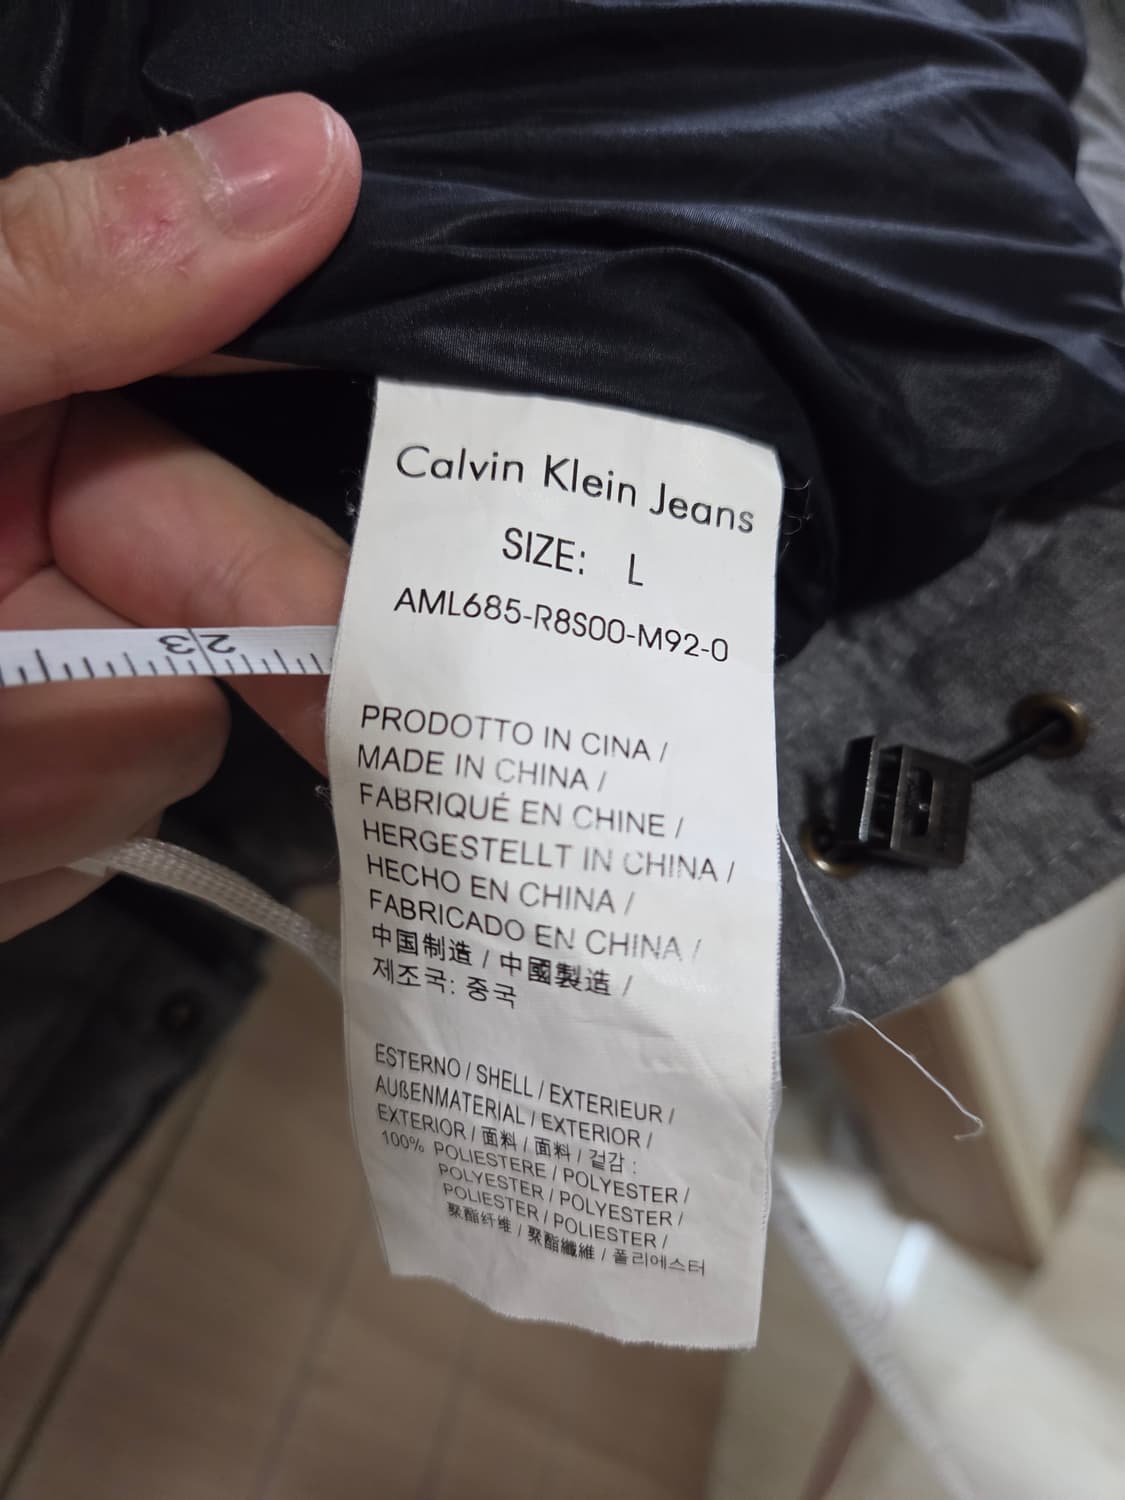 Calvin Klein Jeans
SIZE: L
AML685-R8S00-M92-0
23
PRODOTTO IN CINA /
MADE IN CHINA /
FABRIQUÉ EN CHINE /
HERGESTELLT IN CHINA /
HECHO EN CHINA /
FABRICADO EN CHINA /
中国制造 / 中國製造 /
제조국: 중국
ESTERNO / SHELL / EXTERIEUR /
AUßENMATERIAL / EXTERIOR /
EXTERIOR / 面料 / 面料 / 겉감 :
100% POLIESTERE / POLYESTER /
POLYESTER / POLYESTER /
POLIESTER / POLIESTER /
聚酯纤维 / 聚酯纖維 / 폴리에스터